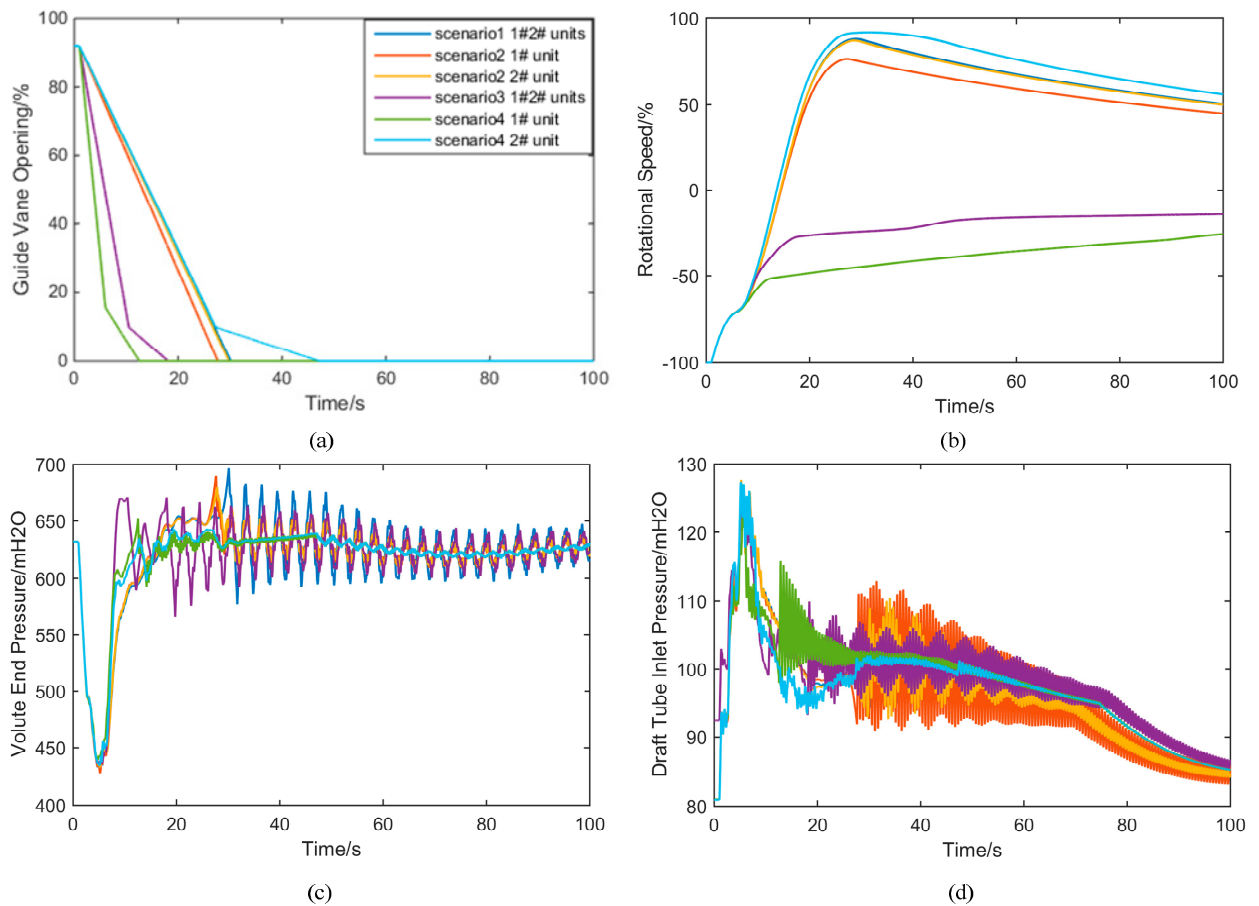 100
80
60
40
20
0
0 20 40 60 80 100
Guide Vane Opening/%
Time/s
scenario1 1#2# units
scenario2 1# unit
scenario2 2# unit
scenario3 1#2# units
scenario4 1# unit
scenario4 2# unit
(a)
100
50
0
-50
-100
0 20 40 60 80 100
Rotational Speed/%
Time/s
(b)
700
650
600
550
500
450
400
0 20 40 60 80 100
Volute End Pressure/mH2O
Time/s
(c)
130
120
110
100
90
80
0 20 40 60 80 100
Draft Tube Inlet Pressure/mH2O
Time/s
(d)